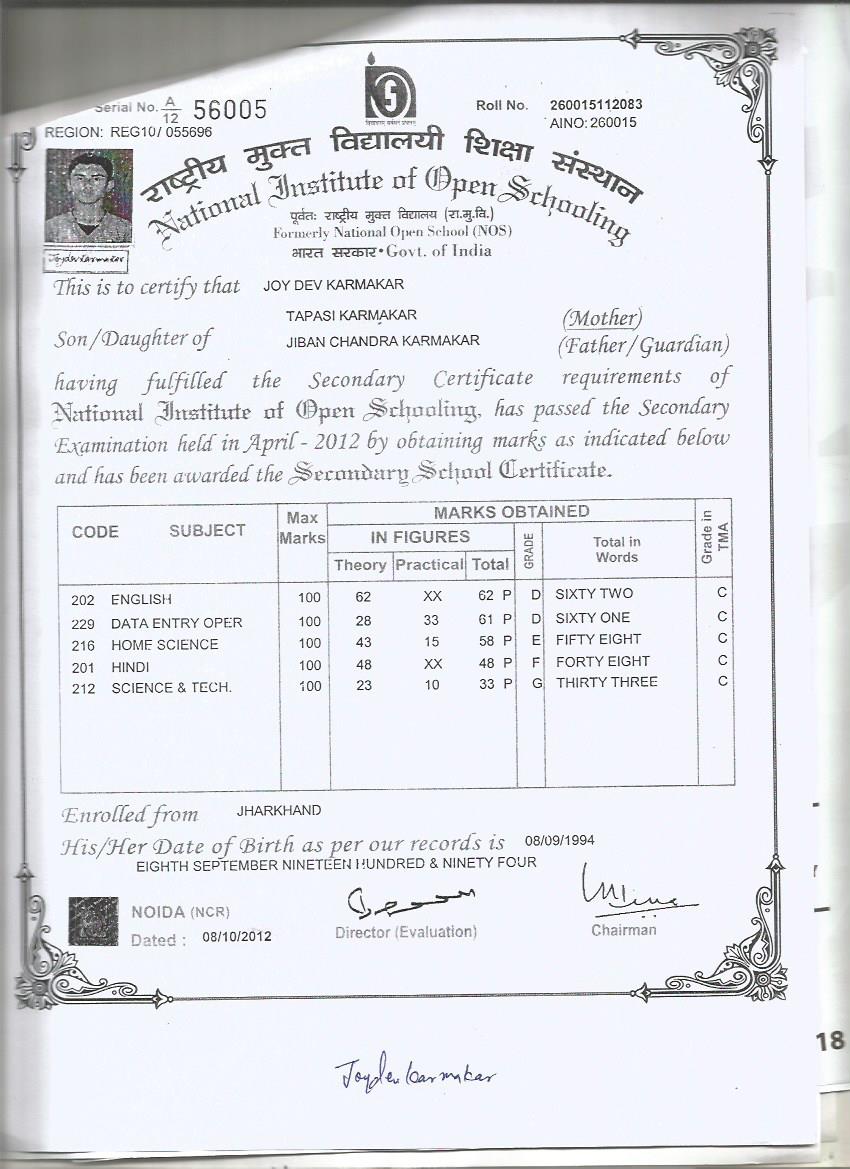 Serial No. A/12 56005
Roll No. 260015112083
REGION: REG10/ 055696
AINO: 260015
राष्ट्रीय मुक्त विद्यालयी शिक्षा संस्थान
National Institute of Open Schooling
पूर्वतः राष्ट्रीय मुक्त विद्यालय (रा.मु.वि.)
Formerly National Open School (NOS)
भारत सरकार • Govt. of India
Joydev karmakar
This is to certify that JOY DEV KARMAKAR
TAPASI KARMAKAR (Mother)
Son/Daughter of JIBAN CHANDRA KARMAKAR (Father/Guardian)
having fulfilled the Secondary Certificate requirements of
National Institute of Open Schooling, has passed the Secondary
Examination held in April - 2012 by obtaining marks as indicated below
and has been awarded the Secondary School Certificate.
CODE SUBJECT Max Marks MARKS OBTAINED Grade in TMA
IN FIGURES GRADE Total in Words
Theory Practical Total
202 ENGLISH 100 62 XX 62 P D SIXTY TWO C
229 DATA ENTRY OPER 100 28 33 61 P D SIXTY ONE C
216 HOME SCIENCE 100 43 15 58 P E FIFTY EIGHT C
201 HINDI 100 48 XX 48 P F FORTY EIGHT C
212 SCIENCE & TECH. 100 23 10 33 P G THIRTY THREE C
Enrolled from JHARKHAND
His/Her Date of Birth as per our records is 08/09/1994
EIGHTH SEPTEMBER NINETEEN HUNDRED & NINETY FOUR
NOIDA (NCR)
Dated : 08/10/2012
Director (Evaluation)
Chairman
18
Joydev karmakar